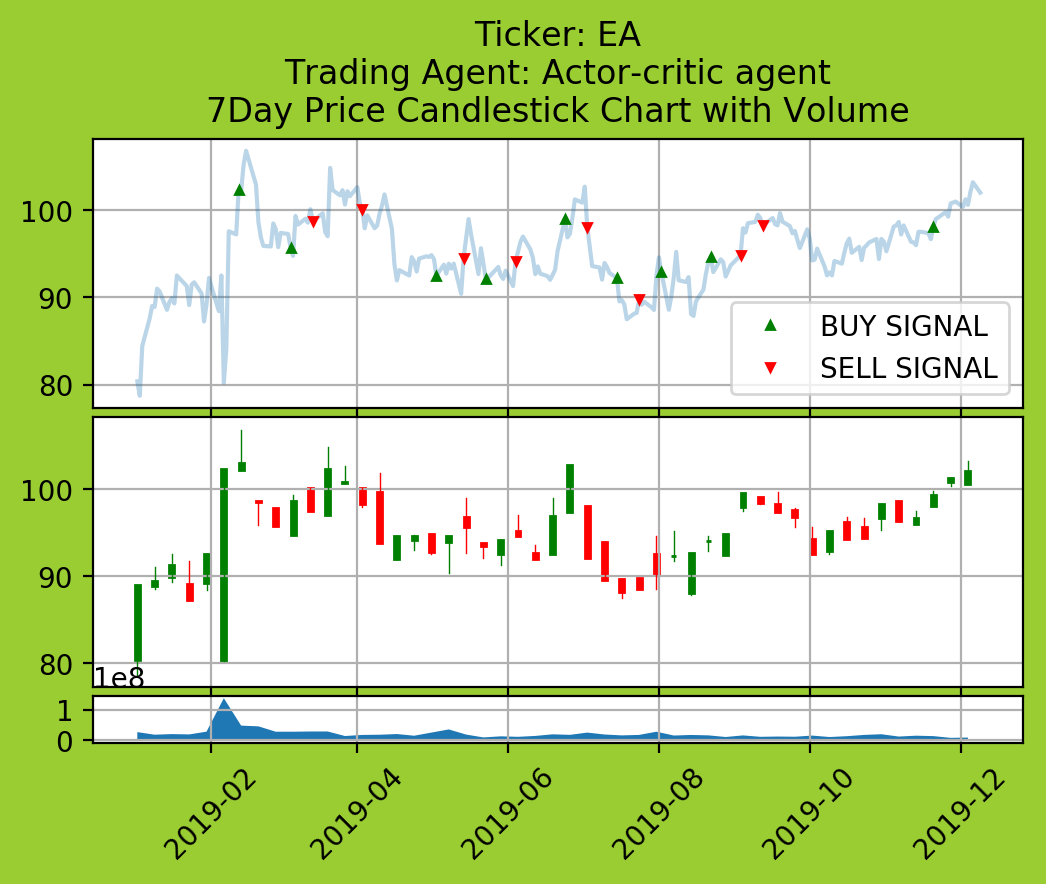 Ticker: EA
Trading Agent: Actor-critic agent
7Day Price Candlestick Chart with Volume
100
90
80
BUY SIGNAL
SELL SIGNAL
100
90
80
1e8
1
0
2019-02
2019-04
2019-06
2019-08
2019-10
2019-12